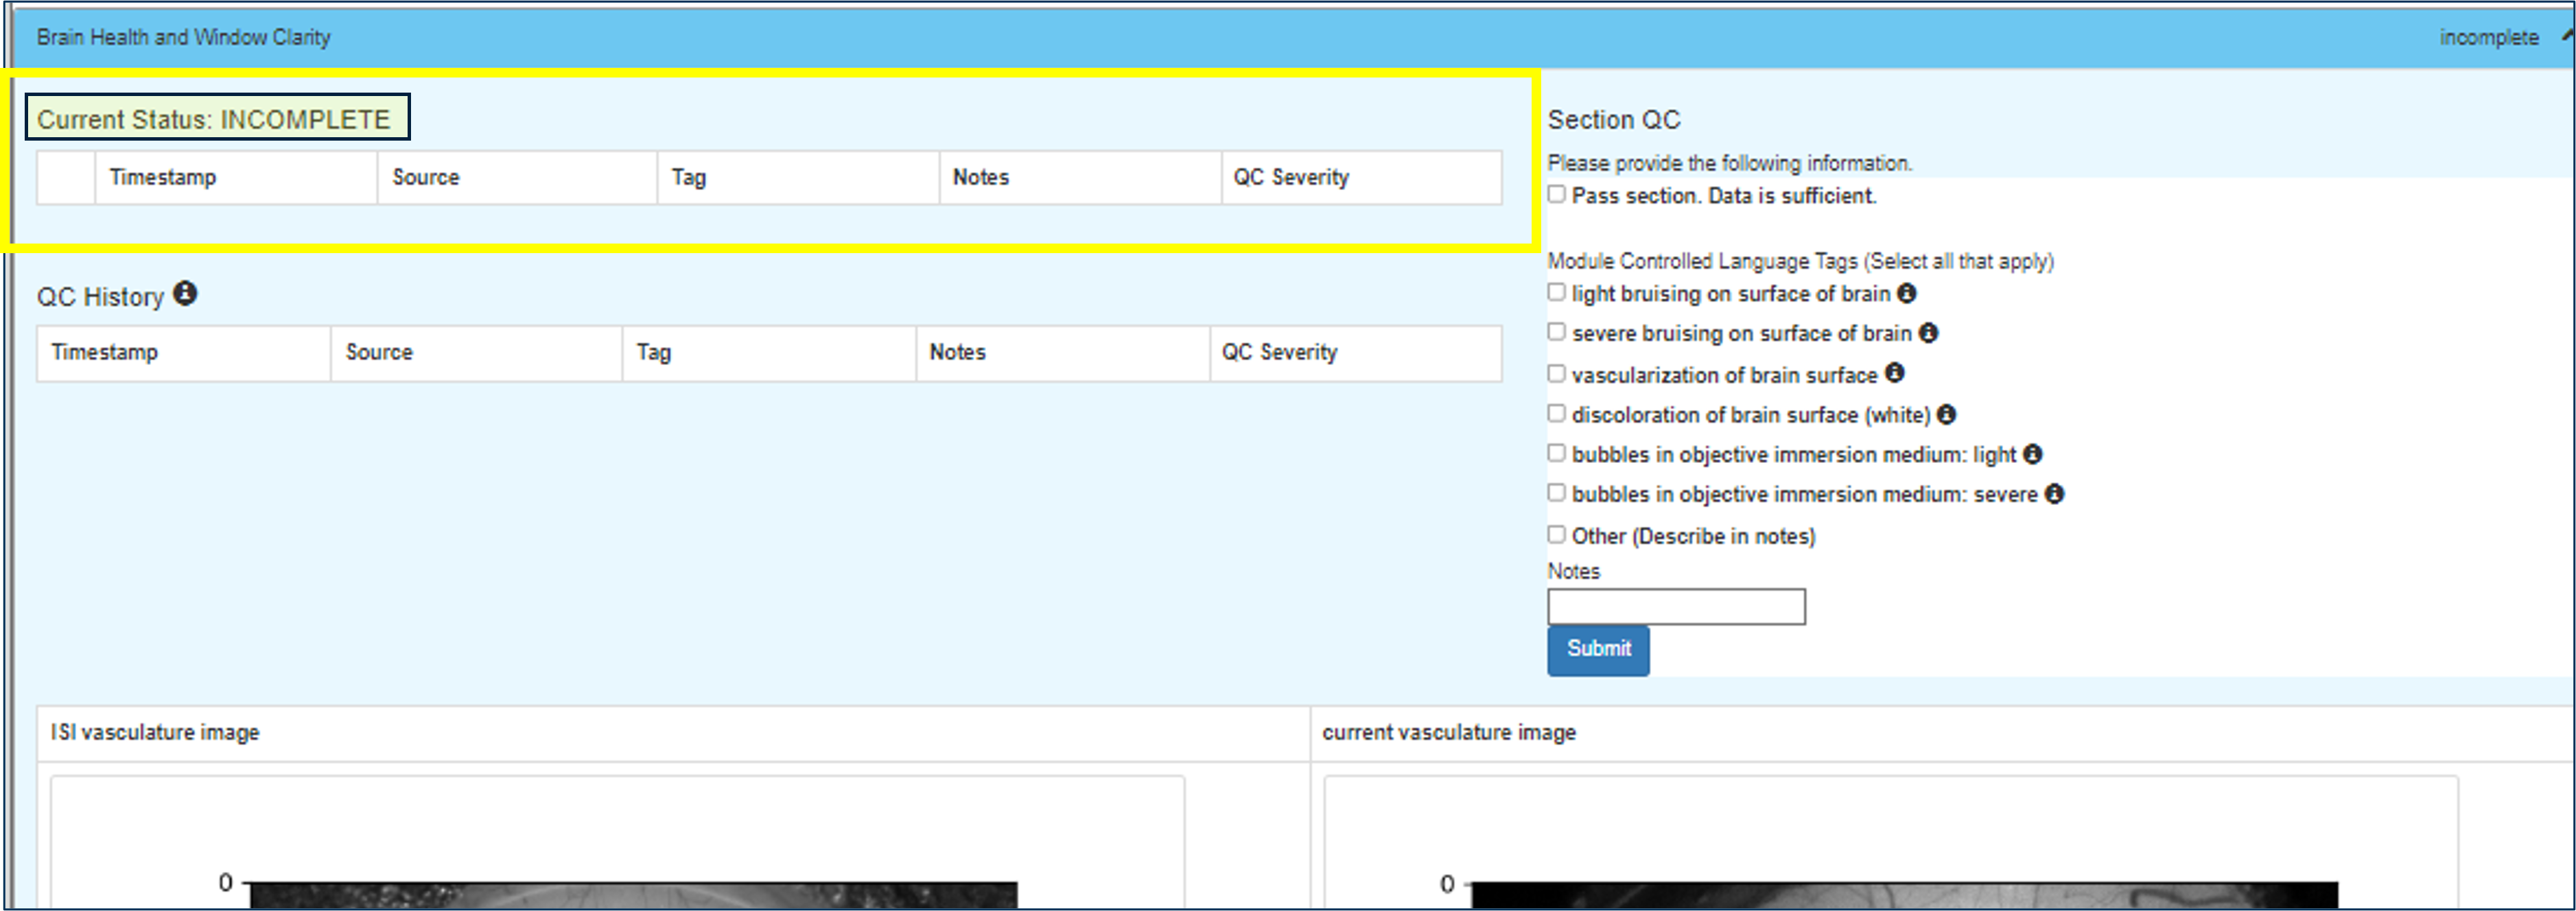 Brain Health and Window Clarity
incomplete
Current Status: INCOMPLETE
Timestamp Source Tag Notes QC Severity
QC History
Timestamp Source Tag Notes QC Severity
Section QC
Please provide the following information.
Pass section. Data is sufficient.
Module Controlled Language Tags (Select all that apply)
light bruising on surface of brain
severe bruising on surface of brain
vascularization of brain surface
discoloration of brain surface (white)
bubbles in objective immersion medium: light
bubbles in objective immersion medium: severe
Other (Describe in notes)
Notes
Submit
ISI vasculature image
current vasculature image
0
0